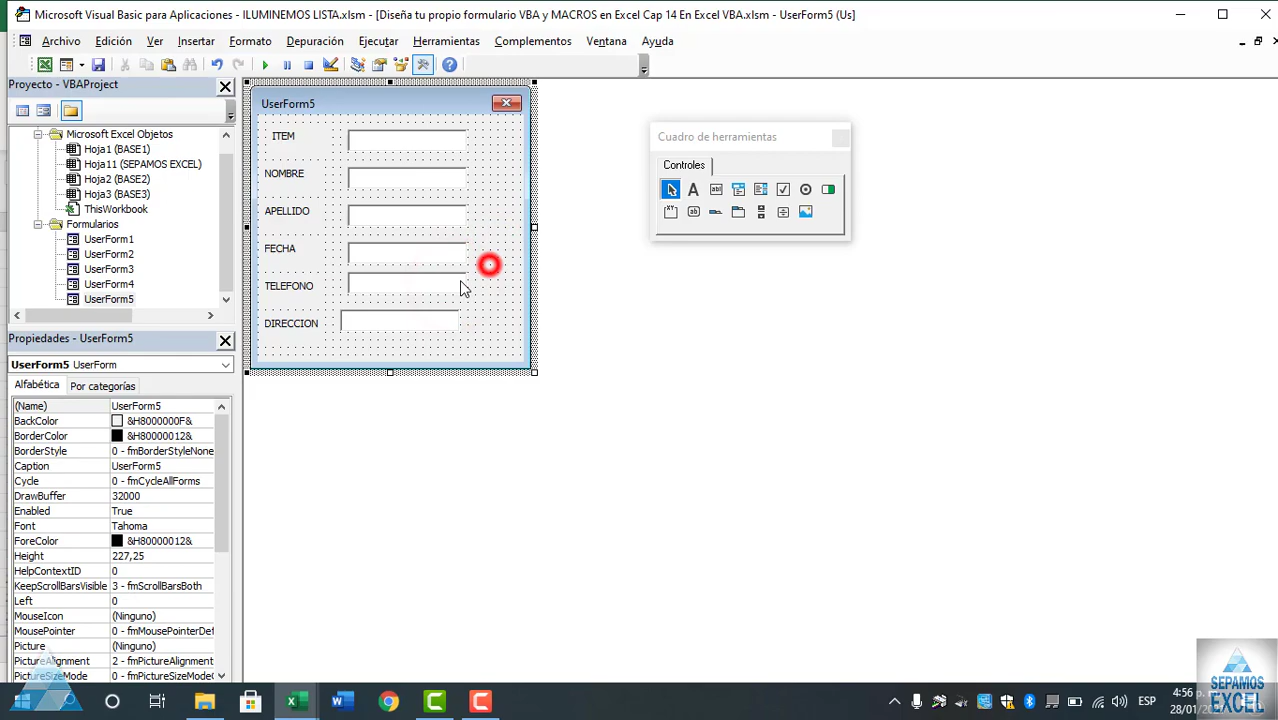 Microsoft Visual Basic para Aplicaciones - ILUMINEMOS LISTA.xlsm - [Diseña tu propio formulario VBA y MACROS en Excel Cap 14 En Excel VBA.xlsm - UserForm5 (Us]
Archivo Edición Ver Insertar Formato Depuración Ejecutar Herramientas Complementos Ventana Ayuda
Proyecto - VBAProject
Microsoft Excel Objetos
Hoja1 (BASE1)
Hoja11 (SEPAMOS EXCEL)
Hoja2 (BASE2)
Hoja3 (BASE3)
ThisWorkbook
Formularios
UserForm1
UserForm2
UserForm3
UserForm4
UserForm5
Propiedades - UserForm5
UserForm5 UserForm
Alfabética Por categorías
(Name) UserForm5
BackColor &H8000000F&
BorderColor &H80000012&
BorderStyle 0 - fmBorderStyleNone
Caption UserForm5
Cycle 0 - fmCycleAllForms
DrawBuffer 32000
Enabled True
Font Tahoma
ForeColor &H80000012&
Height 227,25
HelpContextID 0
KeepScrollBarsVisible 3 - fmScrollBarsBoth
Left 0
MouseIcon (Ninguno)
MousePointer 0 - fmMousePointerDef
Picture (Ninguno)
PictureAlignment 2 - fmPictureAlignment
PictureSizeMode 0 - fmPictureSizeMode
UserForm5
ITEM
NOMBRE
APELLIDO
FECHA
TELEFONO
DIRECCION
Cuadro de herramientas
Controles
SEPAMOS
EXCEL
ESP
4:56 p.
28/01/20